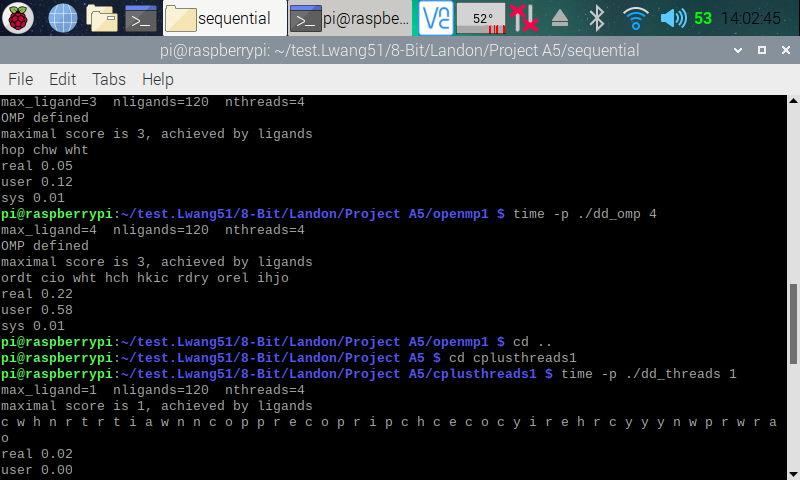 sequential
pi@raspbe...
52°
53
14:02:45
pi@raspberrypi: ~/test.Lwang51/8-Bit/Landon/Project A5/sequential
File Edit Tabs Help
max_ligand=3 nligands=120 nthreads=4
OMP defined
maximal score is 3, achieved by ligands
hop chw wht
real 0.05
user 0.12
sys 0.01
pi@raspberrypi:~/test.Lwang51/8-Bit/Landon/Project A5/openmp1 $ time -p ./dd_omp 4
max_ligand=4 nligands=120 nthreads=4
OMP defined
maximal score is 3, achieved by ligands
ordt cio wht hch hkic rdry orel ihjo
real 0.22
user 0.58
sys 0.01
pi@raspberrypi:~/test.Lwang51/8-Bit/Landon/Project A5/openmp1 $ cd ..
pi@raspberrypi:~/test.Lwang51/8-Bit/Landon/Project A5 $ cd cplusthreads1
pi@raspberrypi:~/test.Lwang51/8-Bit/Landon/Project A5/cplusthreads1 $ time -p ./dd_threads 1
max_ligand=1 nligands=120 nthreads=4
maximal score is 1, achieved by ligands
c w h n r t r t i a w n n c o p p r e c o p r i p c h c e c o c y i r e h r c y y y n w p r w r a
o
real 0.02
user 0.00